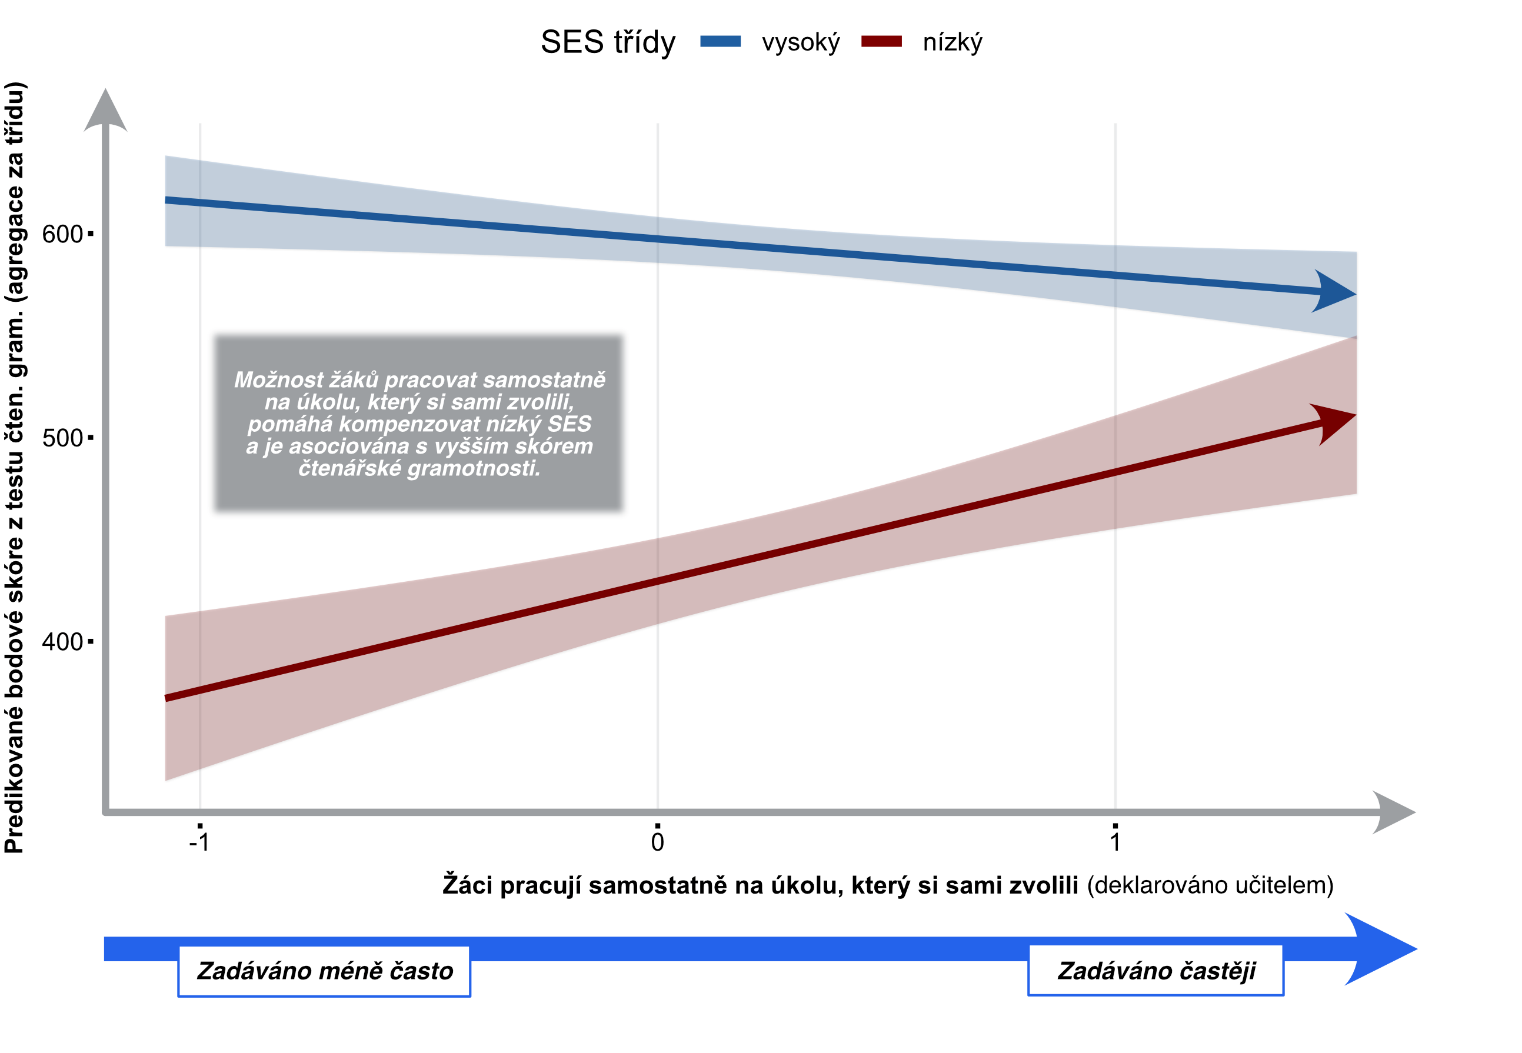 SES třídy vysoký nízký
Predikované bodové skóre z testu čten. gram. (agregace za třídu)
600
500
400
Možnost žáků pracovat samostatně
na úkolu, který si sami zvolili,
pomáhá kompenzovat nízký SES
a je asociována s vyšším skórem
čtenářské gramotnosti.
-1 0 1
Žáci pracují samostatně na úkolu, který si sami zvolili (deklarováno učitelem)
Zadáváno méně často Zadáváno častěji